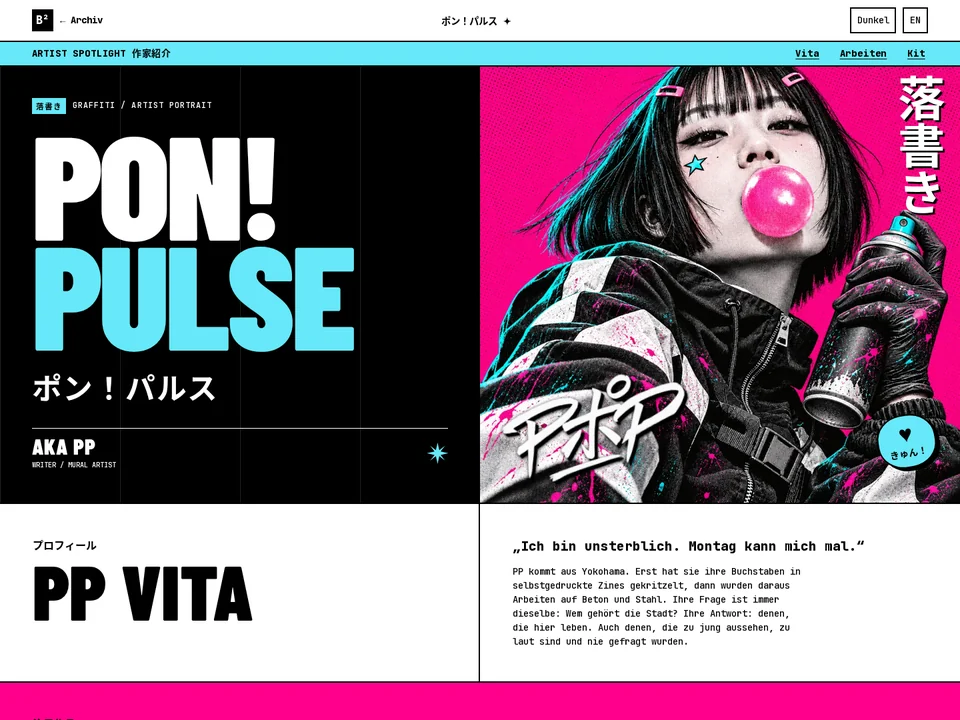 B²
← Archiv
ポン！パルス ✦
Dunkel
EN
ARTIST SPOTLIGHT 作家紹介
Vita
Arbeiten
Kit
落書き
GRAFFITI / ARTIST PORTRAIT
PON!
PULSE
ポン！パルス
AKA PP
WRITER / MURAL ARTIST
落書き
PポP
♥
きゅん！
プロフィール
PP VITA
„Ich bin unsterblich. Montag kann mich mal.“
PP kommt aus Yokohama. Erst hat sie ihre Buchstaben in
selbstgedruckte Zines gekritzelt, dann wurden daraus
Arbeiten auf Beton und Stahl. Ihre Frage ist immer
dieselbe: Wem gehört die Stadt? Ihre Antwort: denen,
die hier leben. Auch denen, die zu jung aussehen, zu
laut sind und nie gefragt wurden.